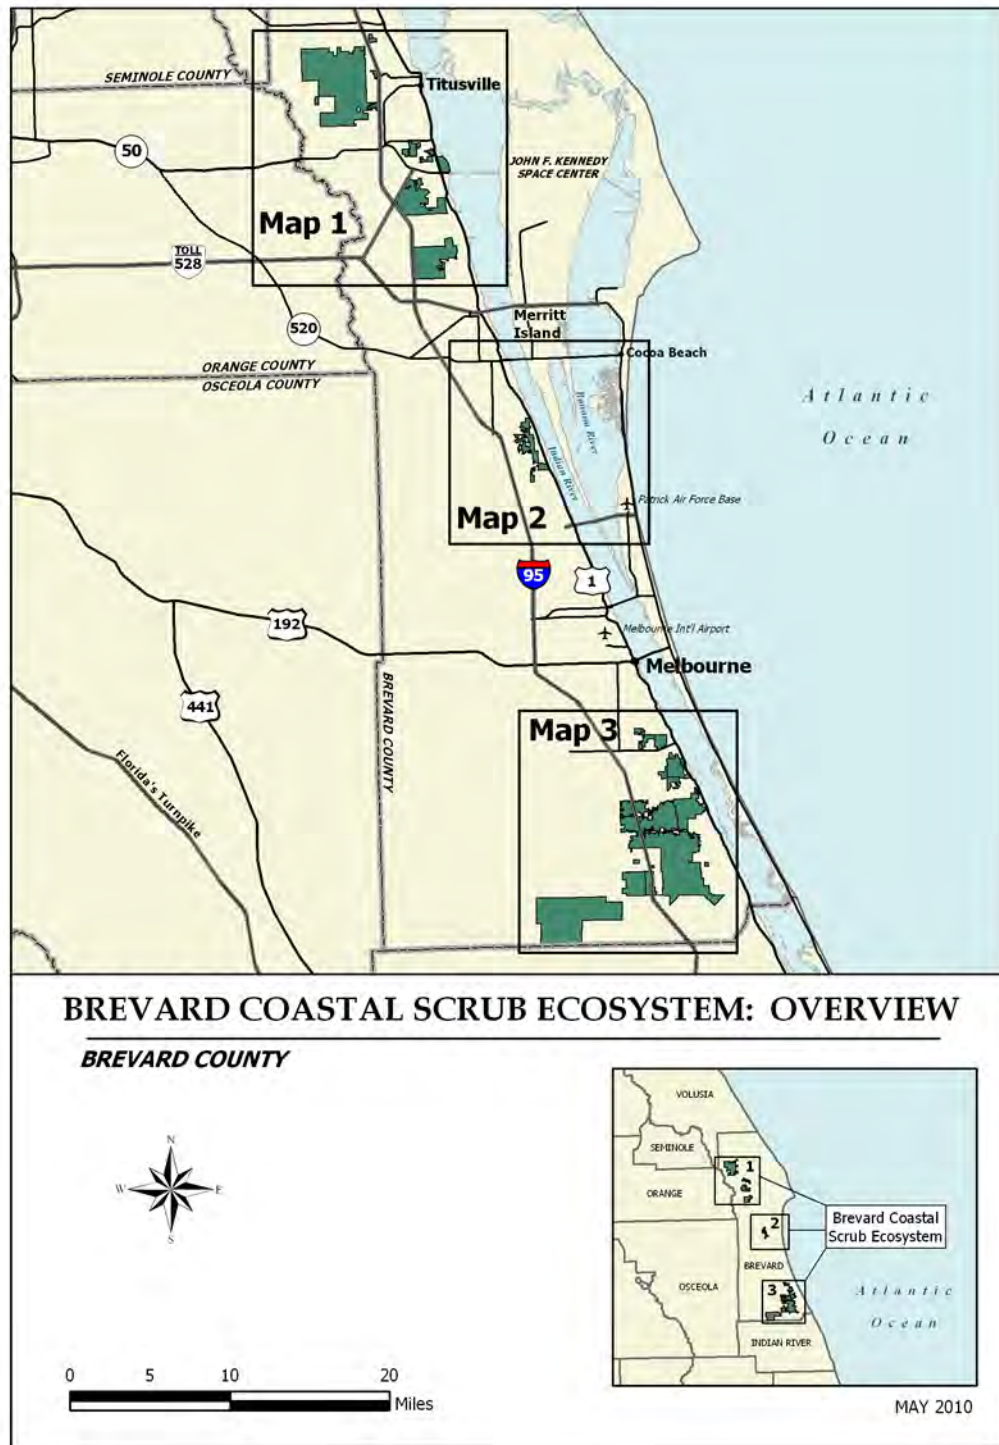 SEMINOLE COUNTY
Titusville
50
JOHN F. KENNEDY
SPACE CENTER
Map 1
TOLL
528
520
Merritt
Island
Cocoa Beach
ORANGE COUNTY
OSCEOLA COUNTY
Atlantic
Ocean
Banana River
Indian River
Patrick Air Force Base
Map 2
95
1
192
Melbourne Int'l Airport
Melbourne
BREVARD COUNTY
441
Map 3
Florida's Turnpike
BREVARD COASTAL SCRUB ECOSYSTEM: OVERVIEW
BREVARD COUNTY
N
W
E
S
VOLUSIA
SEMINOLE
1
ORANGE
2
Brevard Coastal
Scrub Ecosystem
BREVARD
OSCEOLA
3
Atlantic
Ocean
INDIAN RIVER
0 5 10 20
Miles
MAY 2010